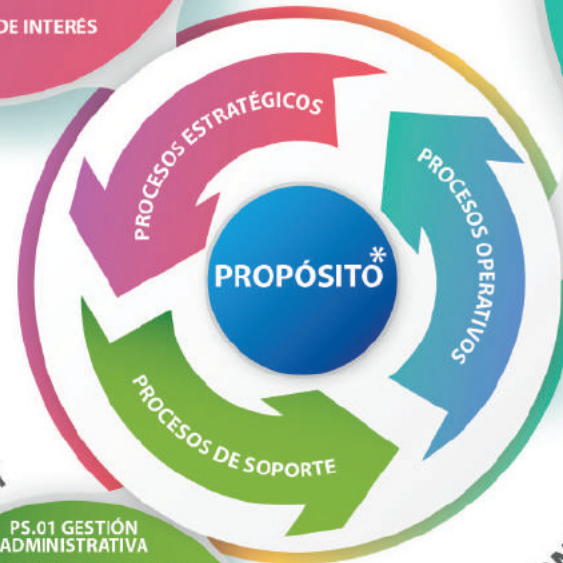 DE INTERÉS
PROCESOS ESTRATÉGICOS
PROCESOS OPERATIVOS
PROPÓSITO*
PROCESOS DE SOPORTE
PS.01 GESTIÓN
ADMINISTRATIVA